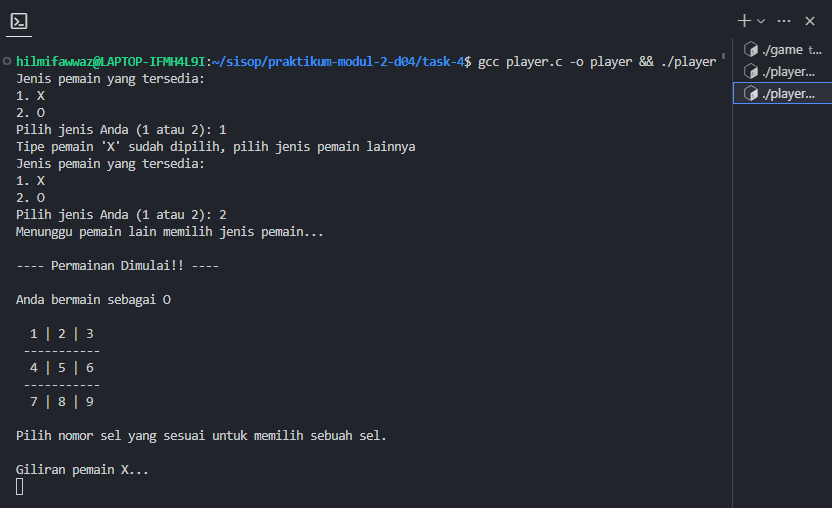 hilmifawwaz@LAPTOP-IFMH4L9I:~/sisop/praktikum-modul-2-d04/task-4$ gcc player.c -o player && ./player
Jenis pemain yang tersedia:
1. X
2. O
Pilih jenis Anda (1 atau 2): 1
Tipe pemain 'X' sudah dipilih, pilih jenis pemain lainnya
Jenis pemain yang tersedia:
1. X
2. O
Pilih jenis Anda (1 atau 2): 2
Menunggu pemain lain memilih jenis pemain...
---- Permainan Dimulai!! ----
Anda bermain sebagai O
1 | 2 | 3
-----------
4 | 5 | 6
-----------
7 | 8 | 9
Pilih nomor sel yang sesuai untuk memilih sebuah sel.
Giliran pemain X...
./game t...
./player...
./player...